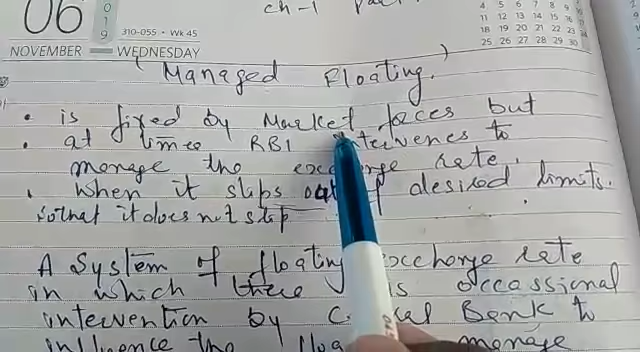 ch-1 Part
06
2019
310-055 • Wk 45
NOVEMBER WEDNESDAY
4 5 6 7 8 9 10
11 12 13 14 15 16
18 19 20 21 22 23
25 26 27 28 29 30
(Managed Floating.)
• is fixed by Market forces but
• at times RBI intervenes to
manage the exchange rate.
• when it slips out of desired limits.
so that it does not slip
A System of floating exchange rate
in which there is occassional
intervention by Bank to
influence the manage